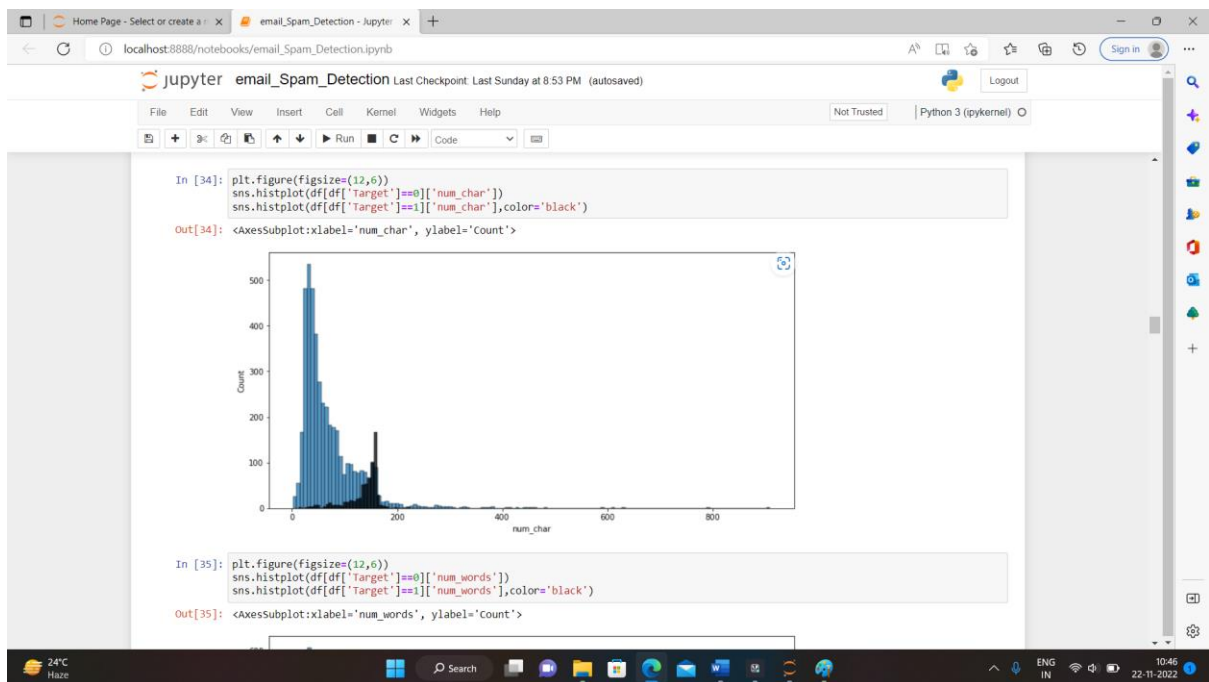 Home Page - Select or create a n
email_Spam_Detection - Jupyter
localhost:8888/notebooks/email_Spam_Detection.ipynb
Sign in
jupyter email_Spam_Detection Last Checkpoint: Last Sunday at 8:53 PM (autosaved)
Logout
File Edit View Insert Cell Kernel Widgets Help
Not Trusted
Python 3 (ipykernel)
Run
Code
In [34]: plt.figure(figsize=(12,6))
sns.histplot(df[df['Target']==0]['num_char'])
sns.histplot(df[df['Target']==1]['num_char'],color='black')
Out[34]: <AxesSubplot:xlabel='num_char', ylabel='Count'>
500
400
300
200
100
0
Count
0 200 400 600 800
num_char
In [35]: plt.figure(figsize=(12,6))
sns.histplot(df[df['Target']==0]['num_words'])
sns.histplot(df[df['Target']==1]['num_words'],color='black')
Out[35]: <AxesSubplot:xlabel='num_words', ylabel='Count'>
24°C
Haze
Search
ENG
IN
10:46
22-11-2022
1